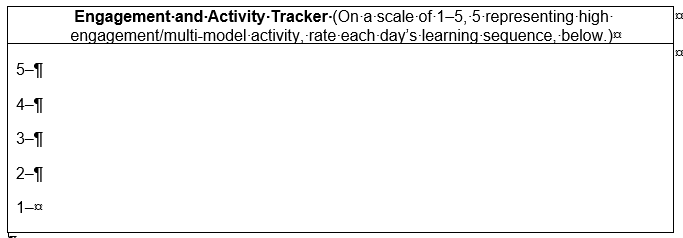 Engagement and Activity Tracker (On a scale of 1–5, 5 representing high
engagement/multi-model activity, rate each day's learning sequence, below.)¤
5–¶
4–¶
3–¶
2–¶
1–¤